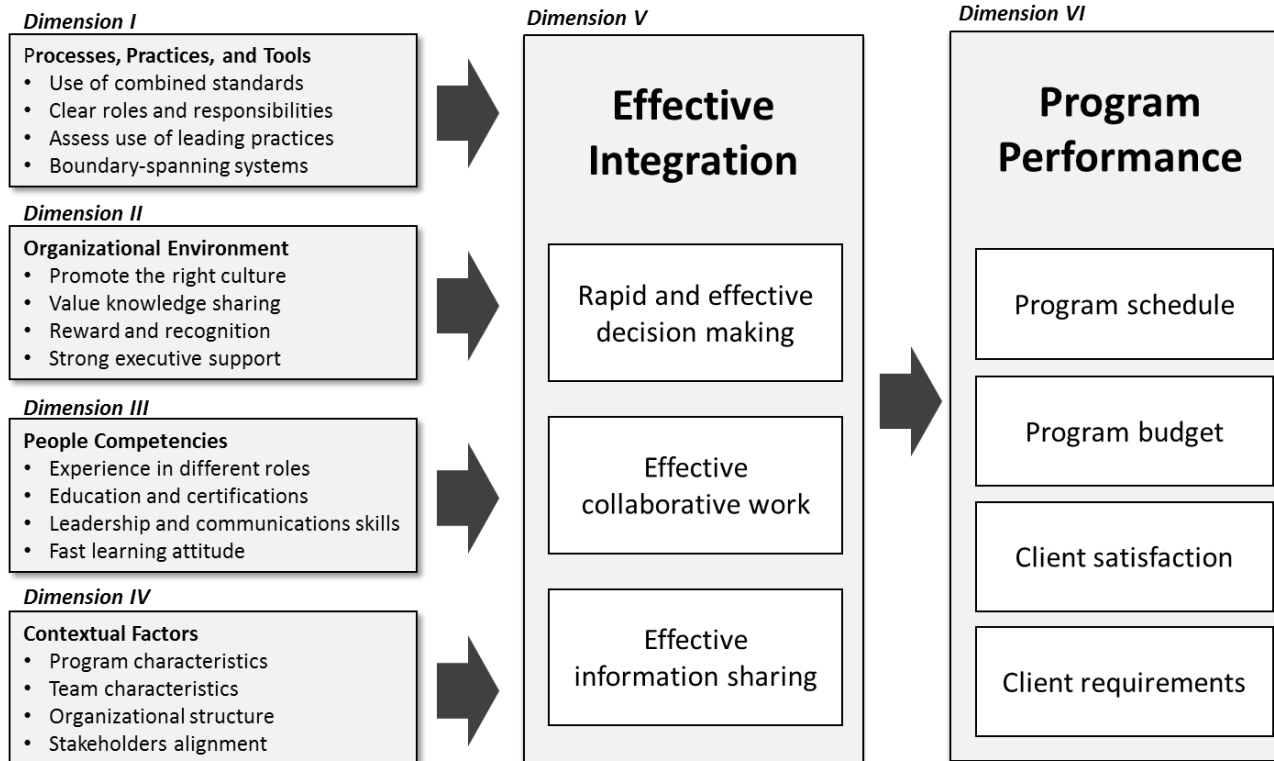 Dimension I
Processes, Practices, and Tools
• Use of combined standards
• Clear roles and responsibilities
• Assess use of leading practices
• Boundary-spanning systems
Dimension II
Organizational Environment
• Promote the right culture
• Value knowledge sharing
• Reward and recognition
• Strong executive support
Dimension III
People Competencies
• Experience in different roles
• Education and certifications
• Leadership and communications skills
• Fast learning attitude
Dimension IV
Contextual Factors
• Program characteristics
• Team characteristics
• Organizational structure
• Stakeholders alignment
Dimension V
Effective
Integration
Rapid and effective
decision making
Effective
collaborative work
Effective
information sharing
Dimension VI
Program
Performance
Program schedule
Program budget
Client satisfaction
Client requirements